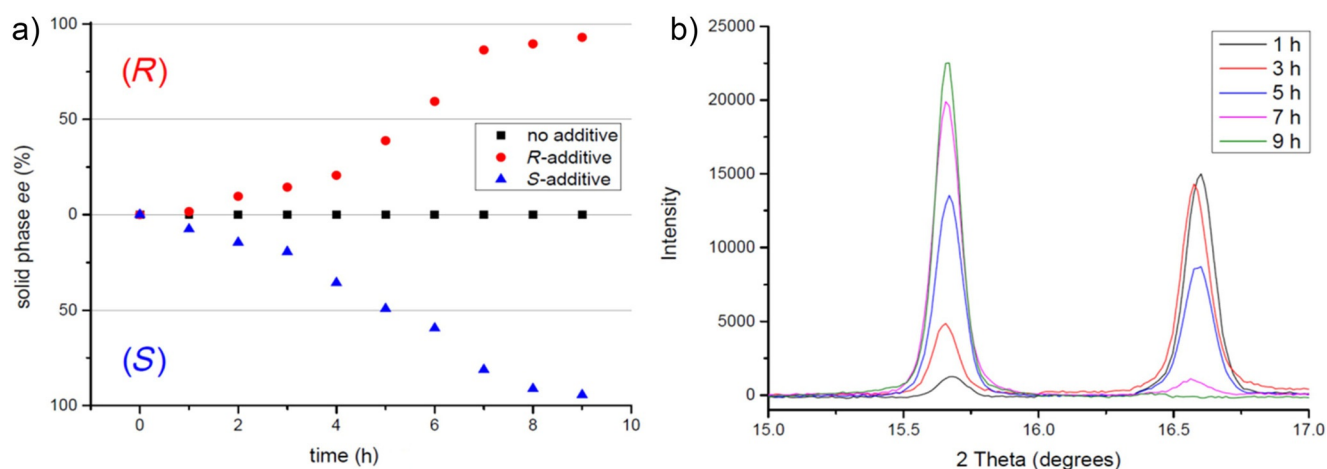 a)
100
50
0
50
100
solid phase ee (%)
(R)
(S)
no additive
R-additive
S-additive
0
2
4
6
8
10
time (h)
b)
25000
20000
15000
10000
5000
0
Intensity
1 h
3 h
5 h
7 h
9 h
15.0
15.5
16.0
16.5
17.0
2 Theta (degrees)